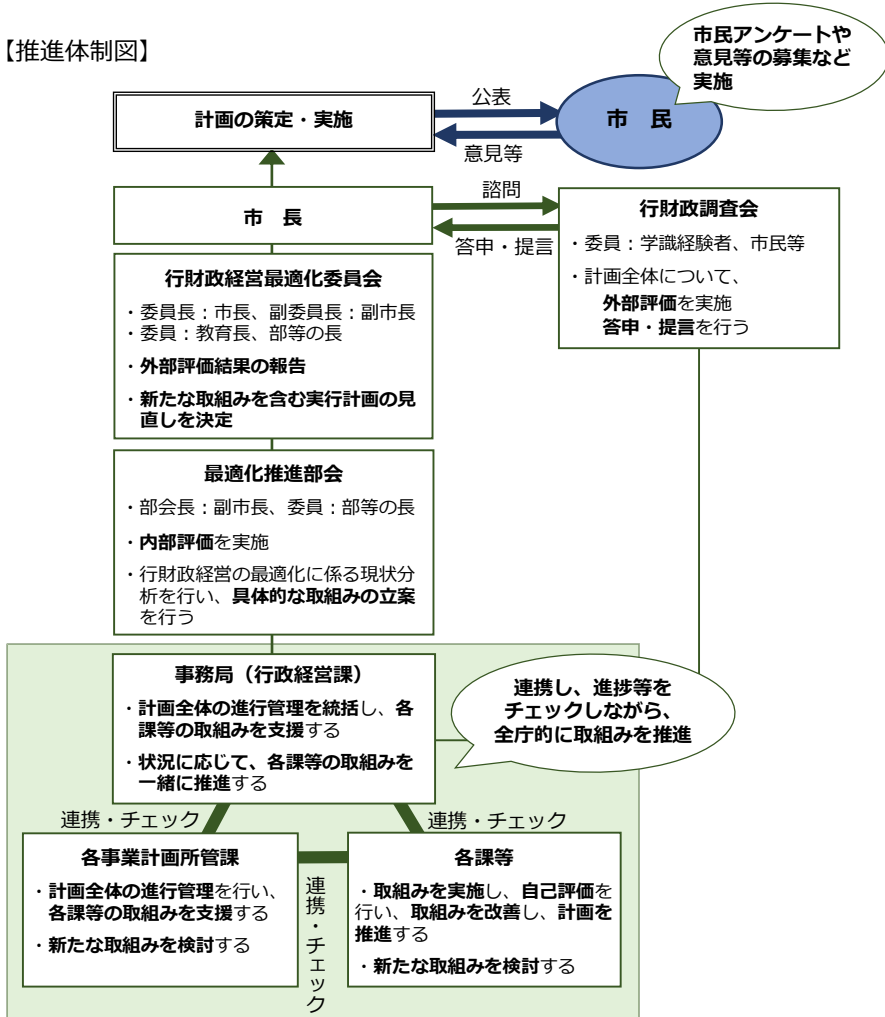 【推進体制図】
市民アンケートや
意見等の募集など
実施
計画の策定・実施
公表
意見等
市　民
市　長
諮問
答申・提言
行財政調査会
・委員：学識経験者、市民等
・計画全体について、
外部評価を実施
答申・提言を行う
行財政経営最適化委員会
・委員長：市長、副委員長：副市長
・委員：教育長、部等の長
・外部評価結果の報告
・新たな取組みを含む実行計画の見
直しを決定
最適化推進部会
・部会長：副市長、委員：部等の長
・内部評価を実施
・行財政経営の最適化に係る現状分
析を行い、具体的な取組みの立案
を行う
事務局（行政経営課）
・計画全体の進行管理を統括し、各
課等の取組みを支援する
・状況に応じて、各課等の取組みを
一緒に推進する
連携し、進捗等を
チェックしながら、
全庁的に取組みを推進
連携・チェック
連携・チェック
各事業計画所管課
・計画全体の進行管理を行い、
各課等の取組みを支援する
・新たな取組みを検討する
連携・チェック
各課等
・取組みを実施し、自己評価を
行い、取組みを改善し、計画を
推進する
・新たな取組みを検討する